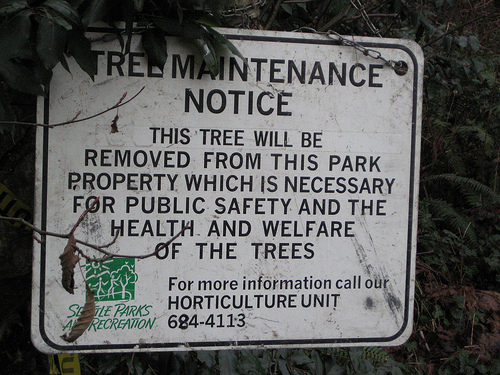 TREE MAINTENANCE
NOTICE
THIS TREE WILL BE
REMOVED FROM THIS PARK
PROPERTY WHICH IS NECESSARY
FOR PUBLIC SAFETY AND THE
HEALTH AND WELFARE
OF THE TREES
For more information call our
HORTICULTURE UNIT
684-4113
SEATTLE PARKS
AND RECREATION